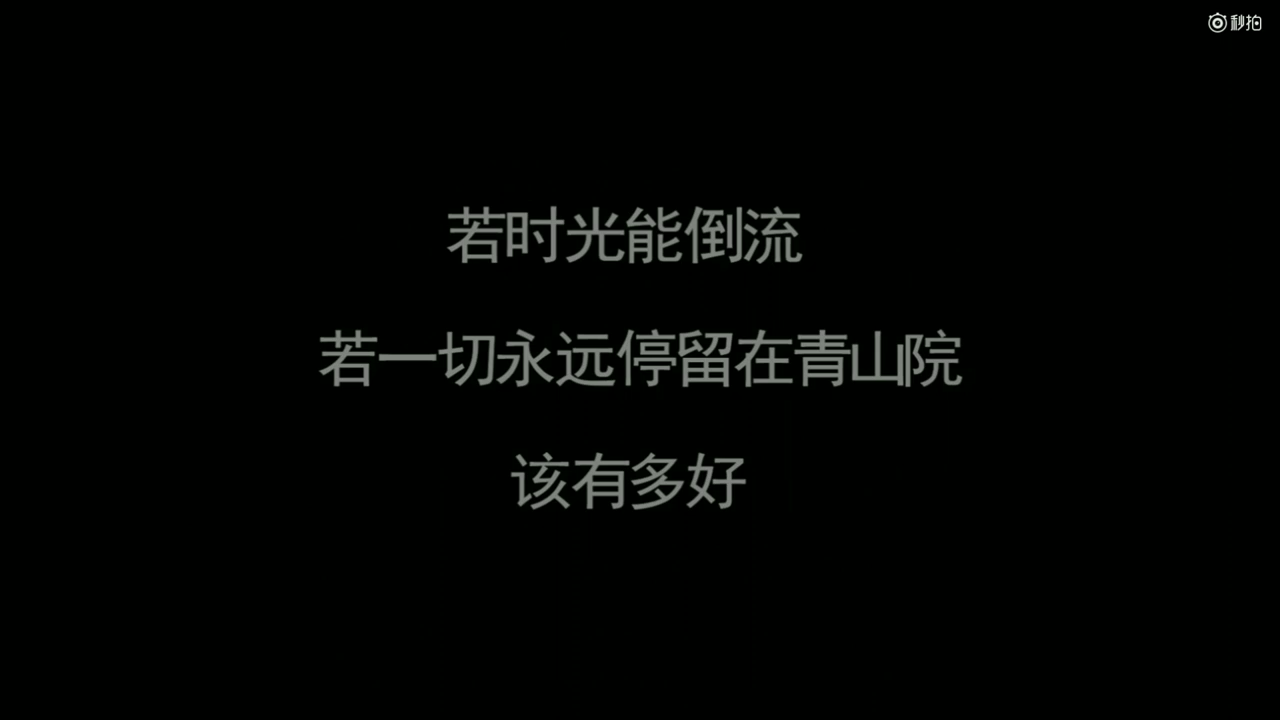 秒拍
若时光能倒流
若一切永远停留在青山院
该有多好